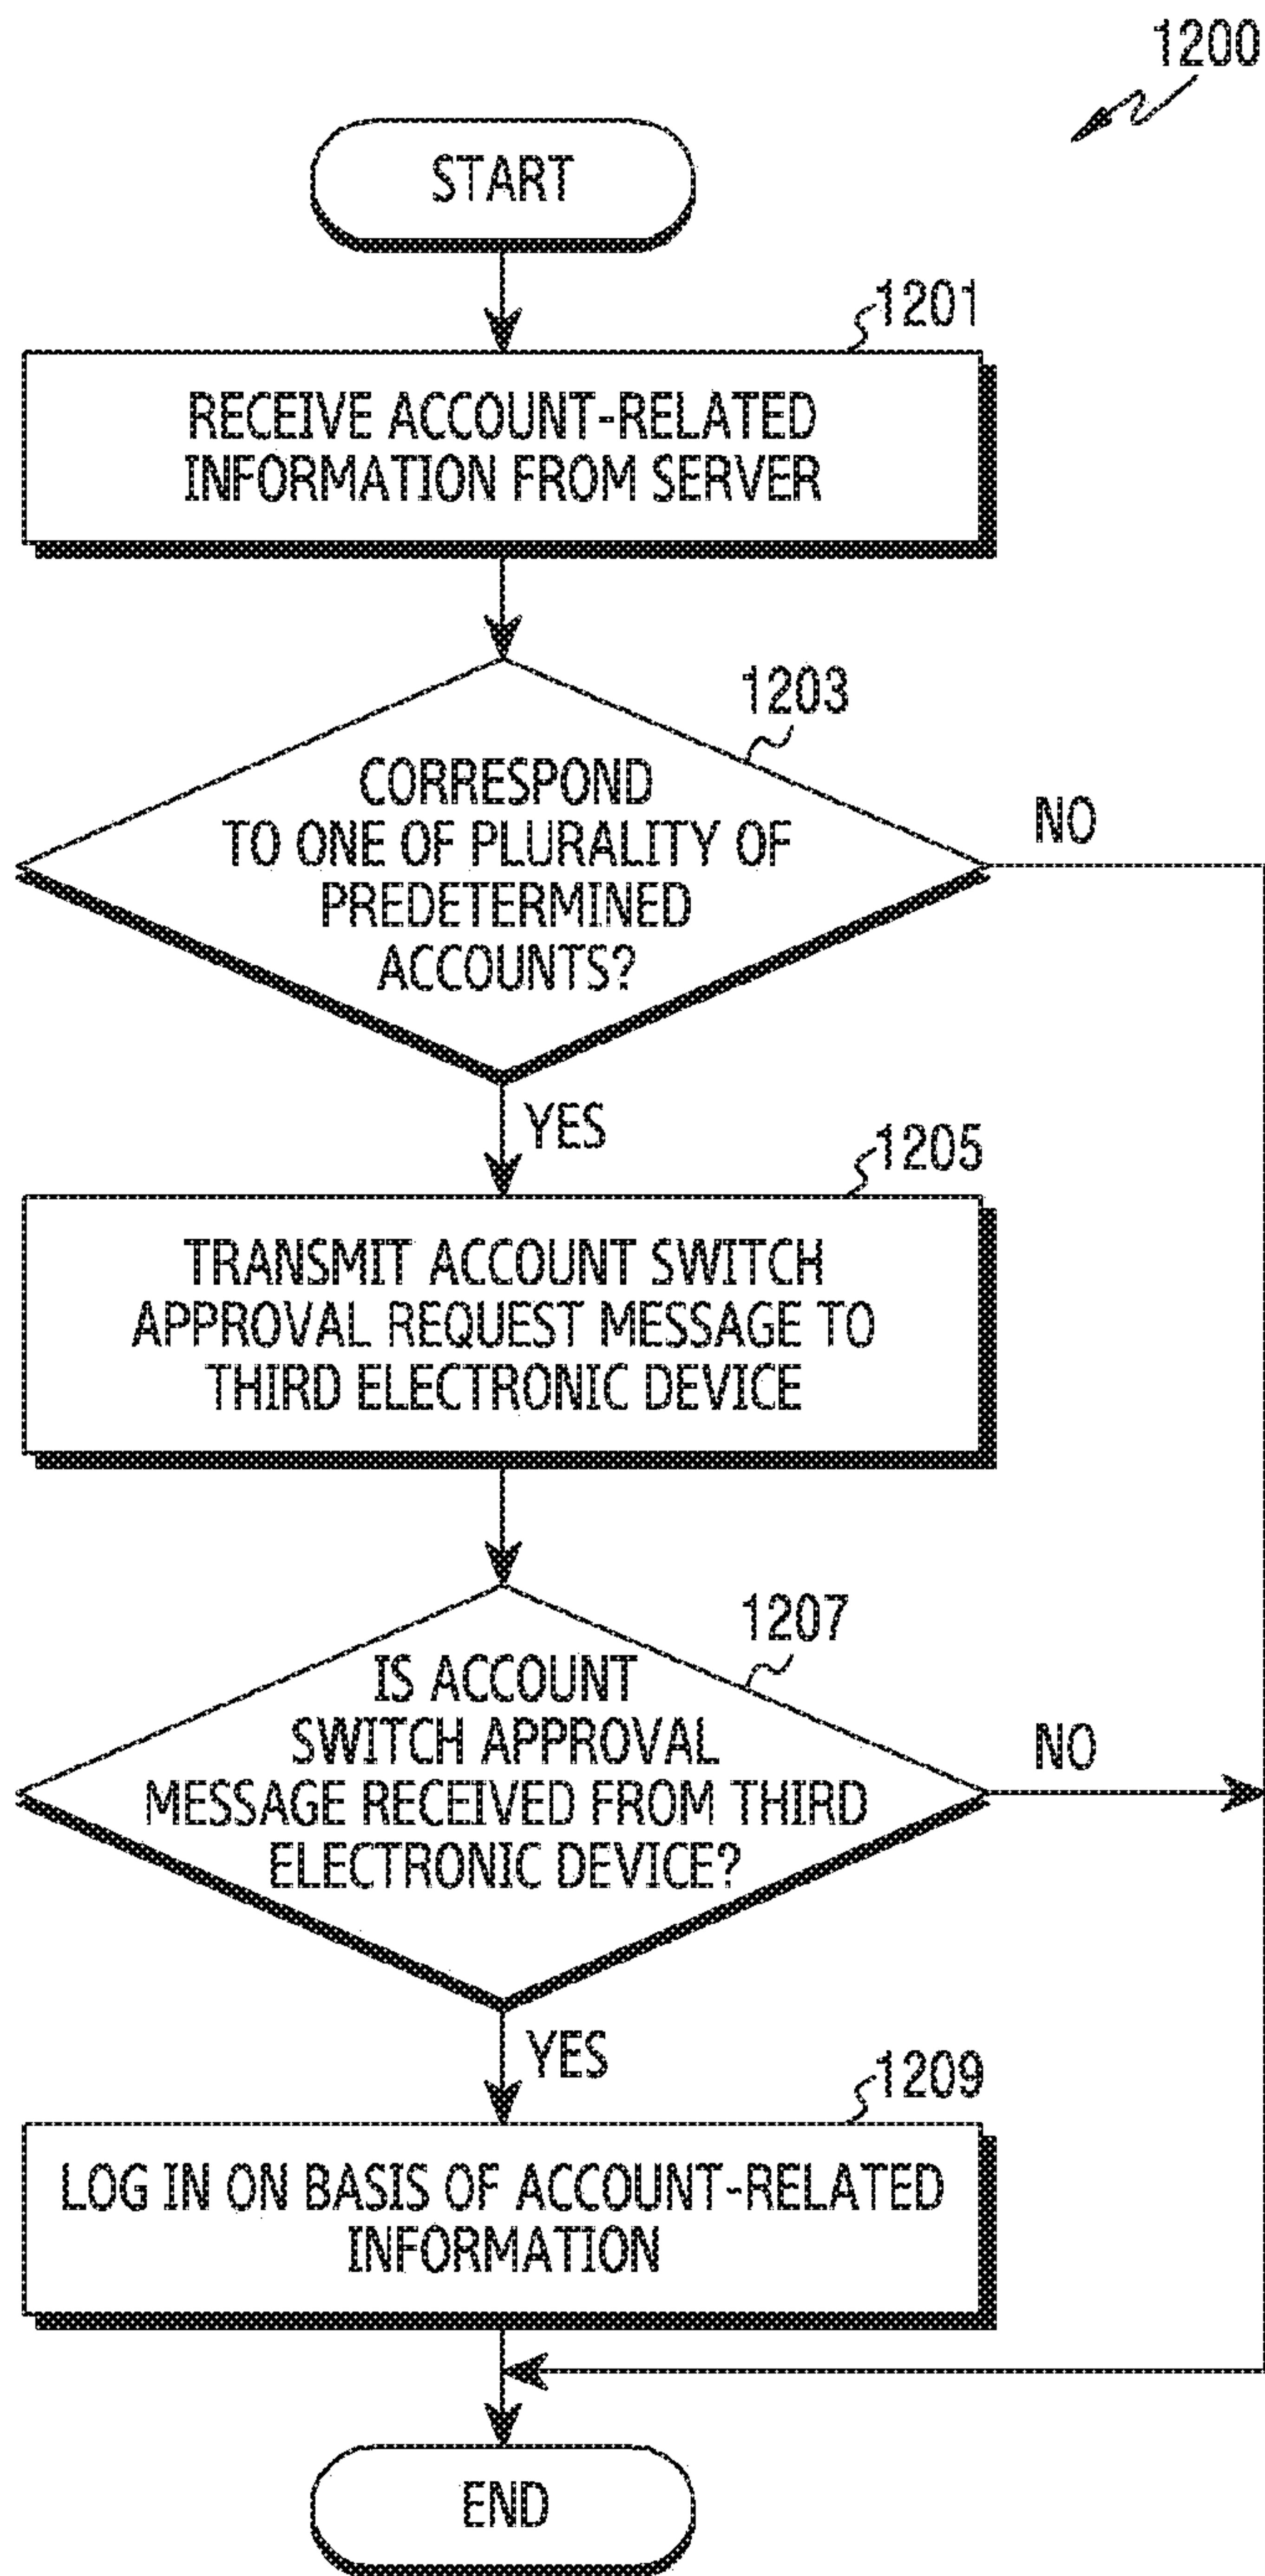 1200
START
1201
RECEIVE ACCOUNT-RELATED
INFORMATION FROM SERVER
1203
CORRESPOND
TO ONE OF PLURALITY OF
PREDETERMINED
ACCOUNTS?
NO
YES
1205
TRANSMIT ACCOUNT SWITCH
APPROVAL REQUEST MESSAGE TO
THIRD ELECTRONIC DEVICE
1207
IS ACCOUNT
SWITCH APPROVAL
MESSAGE RECEIVED FROM THIRD
ELECTRONIC DEVICE?
NO
YES
1209
LOG IN ON BASIS OF ACCOUNT-RELATED
INFORMATION
END